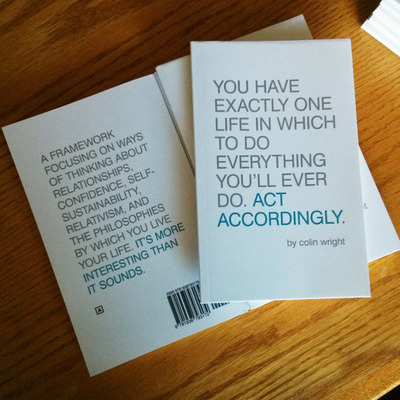 YOU HAVE
EXACTLY ONE
LIFE IN WHICH
TO DO
EVERYTHING
YOU'LL EVER
DO. ACT
ACCORDINGLY.
by colin wright
A FRAMEWORK
FOCUSING ON WAYS
OF THINKING ABOUT
RELATIONSHIPS,
CONFIDENCE, SELF-
SUSTAINABILITY,
RELATIVISM, AND
THE PHILOSOPHIES
BY WHICH YOU LIVE
YOUR LIFE. IT'S MORE
INTERESTING THAN
IT SOUNDS.